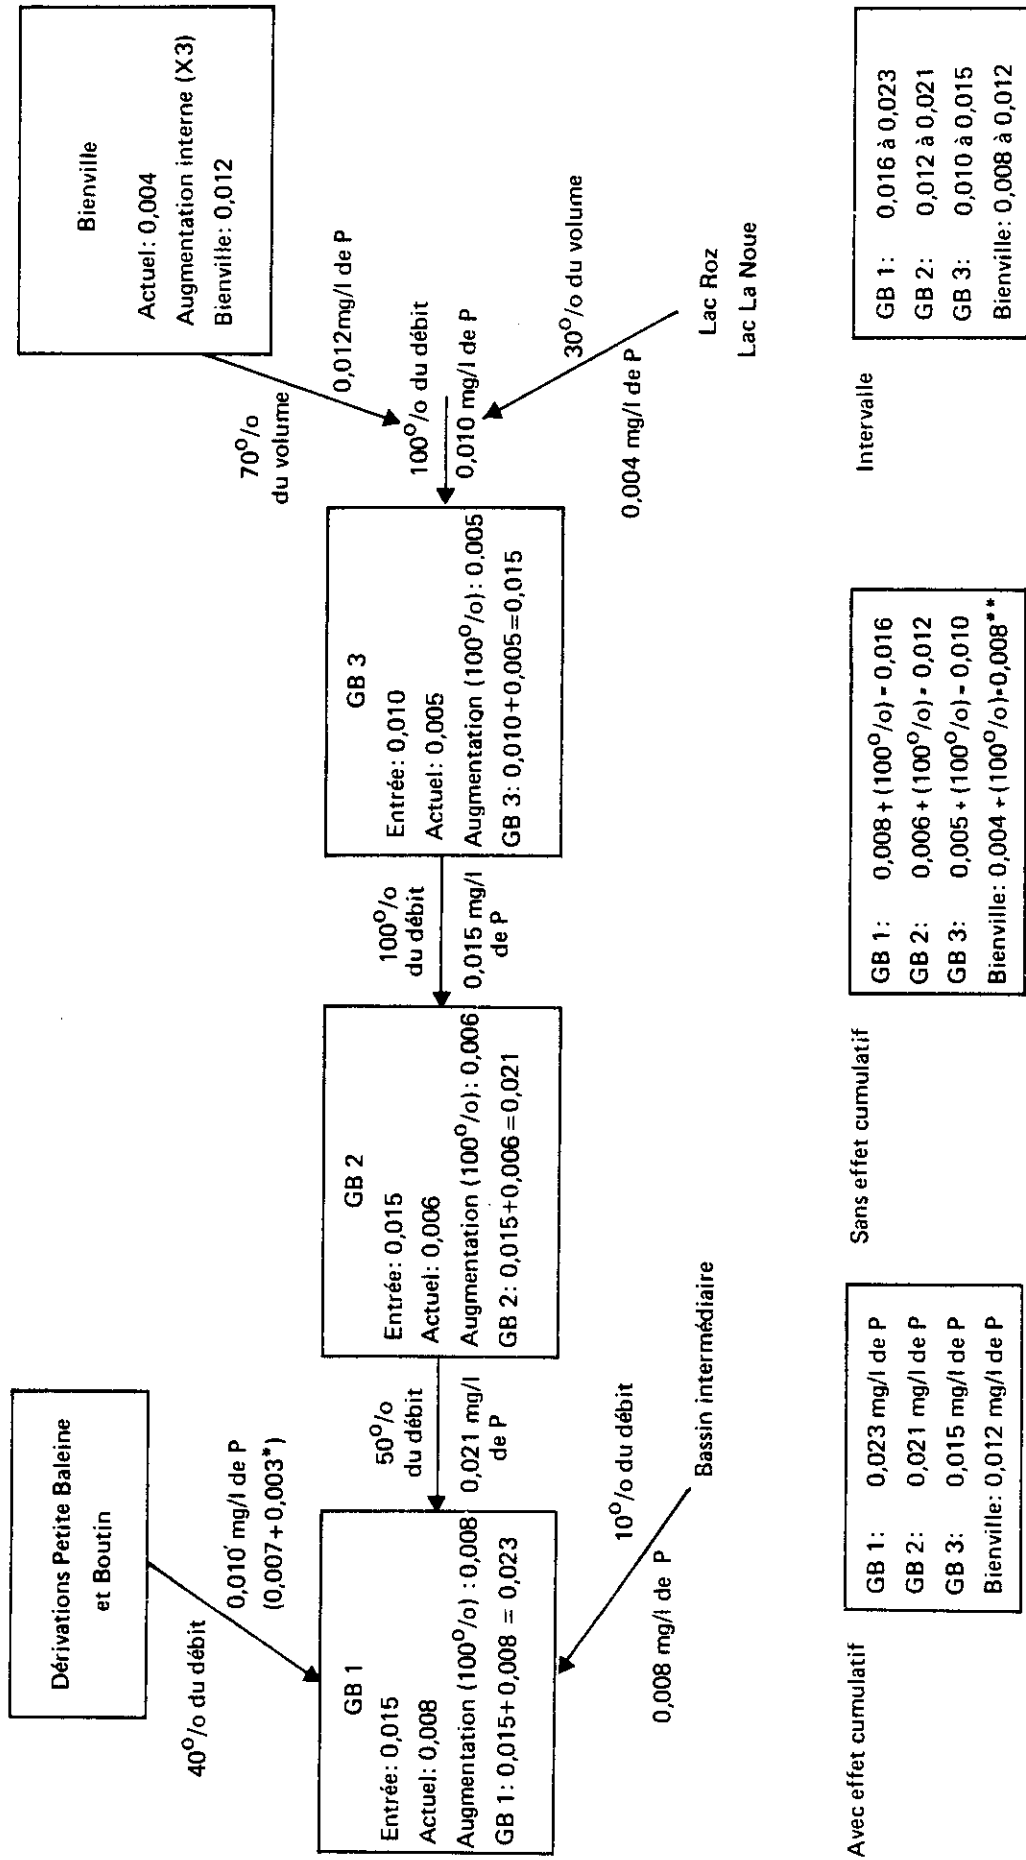 Dérivations Petite Baleine
et Boutin
40°/o du débit
0,010 mg/l de P
(0,007+0,003*)
GB 1
Entrée: 0,015
Actuel: 0,008
Augmentation (100°/o) : 0,008
GB 1: 0,015+ 0,008 = 0,023
50°/o
du débit
0,021 mg/l
de P
10°/o du débit
0,008 mg/l de P
Bassin intermédiaire
GB 2
Entrée: 0,015
Actuel: 0,006
Augmentation (100°/o): 0,006
GB 2: 0,015+0,006=0,021
100°/o
du débit
0,015 mg/l
de P
GB 3
Entrée: 0,010
Actuel: 0,005
Augmentation (100°/o): 0,005
GB 3: 0,010+0,005=0,015
Bienville
Actuel: 0,004
Augmentation interne (X3)
Bienville: 0,012
70°/o
du volume
0,012mg/l de P
100°/o du débit
0,010 mg/l de P
30°/o du volume
0,004 mg/l de P
Lac Roz
Lac La Noue
Avec effet cumulatif
GB 1: 0,023 mg/l de P
GB 2: 0,021 mg/l de P
GB 3: 0,015 mg/l de P
Bienville: 0,012 mg/l de P
Sans effet cumulatif
GB 1: 0,008 + (100°/o) = 0,016
GB 2: 0,006 + (100°/o) = 0,012
GB 3: 0,005 + (100°/o) = 0,010
Bienville: 0,004 + (100°/o)=0,008**
Intervalle
GB 1: 0,016 à 0,023
GB 2: 0,012 à 0,021
GB 3: 0,010 à 0,015
Bienville: 0,008 à 0,012